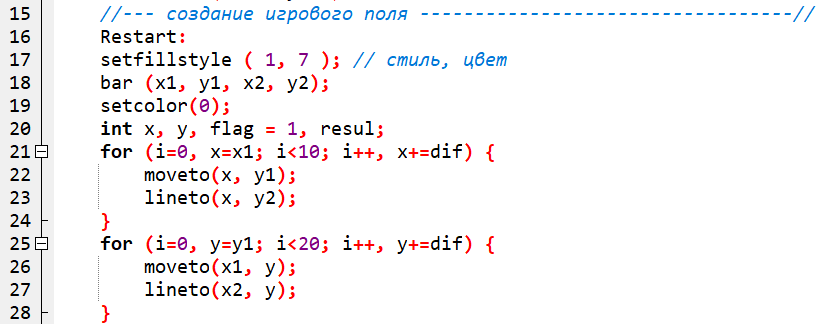 15 //--- создание игрового поля ----------------------------------//
16 Restart:
17 setfillstyle ( 1, 7 ); // стиль, цвет
18 bar (x1, y1, x2, y2);
19 setcolor(0);
20 int x, y, flag = 1, resul;
21 for (i=0, x=x1; i<10; i++, x+=dif) {
22 moveto(x, y1);
23 lineto(x, y2);
24 }
25 for (i=0, y=y1; i<20; i++, y+=dif) {
26 moveto(x1, y);
27 lineto(x2, y);
28 }